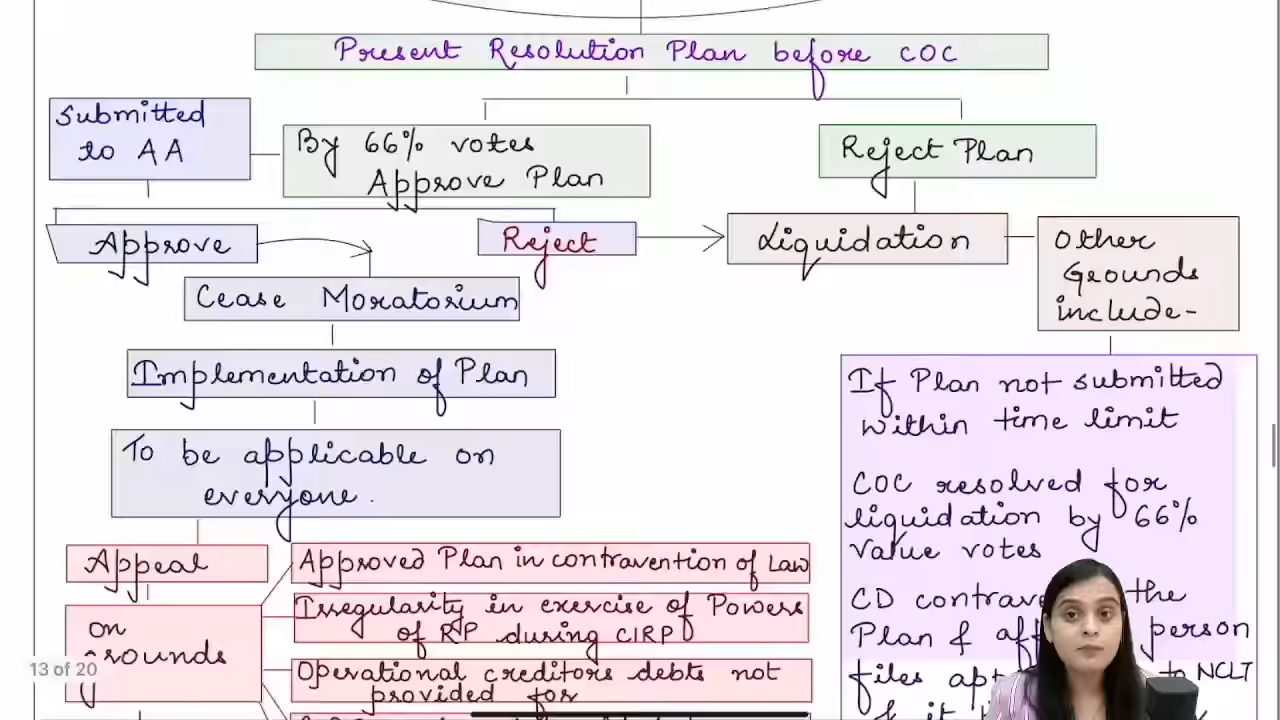 Present Resolution Plan before COC
Submitted
to AA
By 66% votes
Approve Plan
Reject Plan
Approve
Reject
Liquidation
Other
Grounds
include-
Cease Moratorium
Implementation of Plan
To be applicable on
everyone.
If Plan not submitted
within time limit
COC resolved for
liquidation by 66%
value votes
CD the
Plan & person
files to NCLT
& it
Appeal
on
grounds
Approved Plan in contravention of Law
Irregularity in exercise of Powers
of RP during CIRP
Operational creditors debts not
provided for
13 of 20